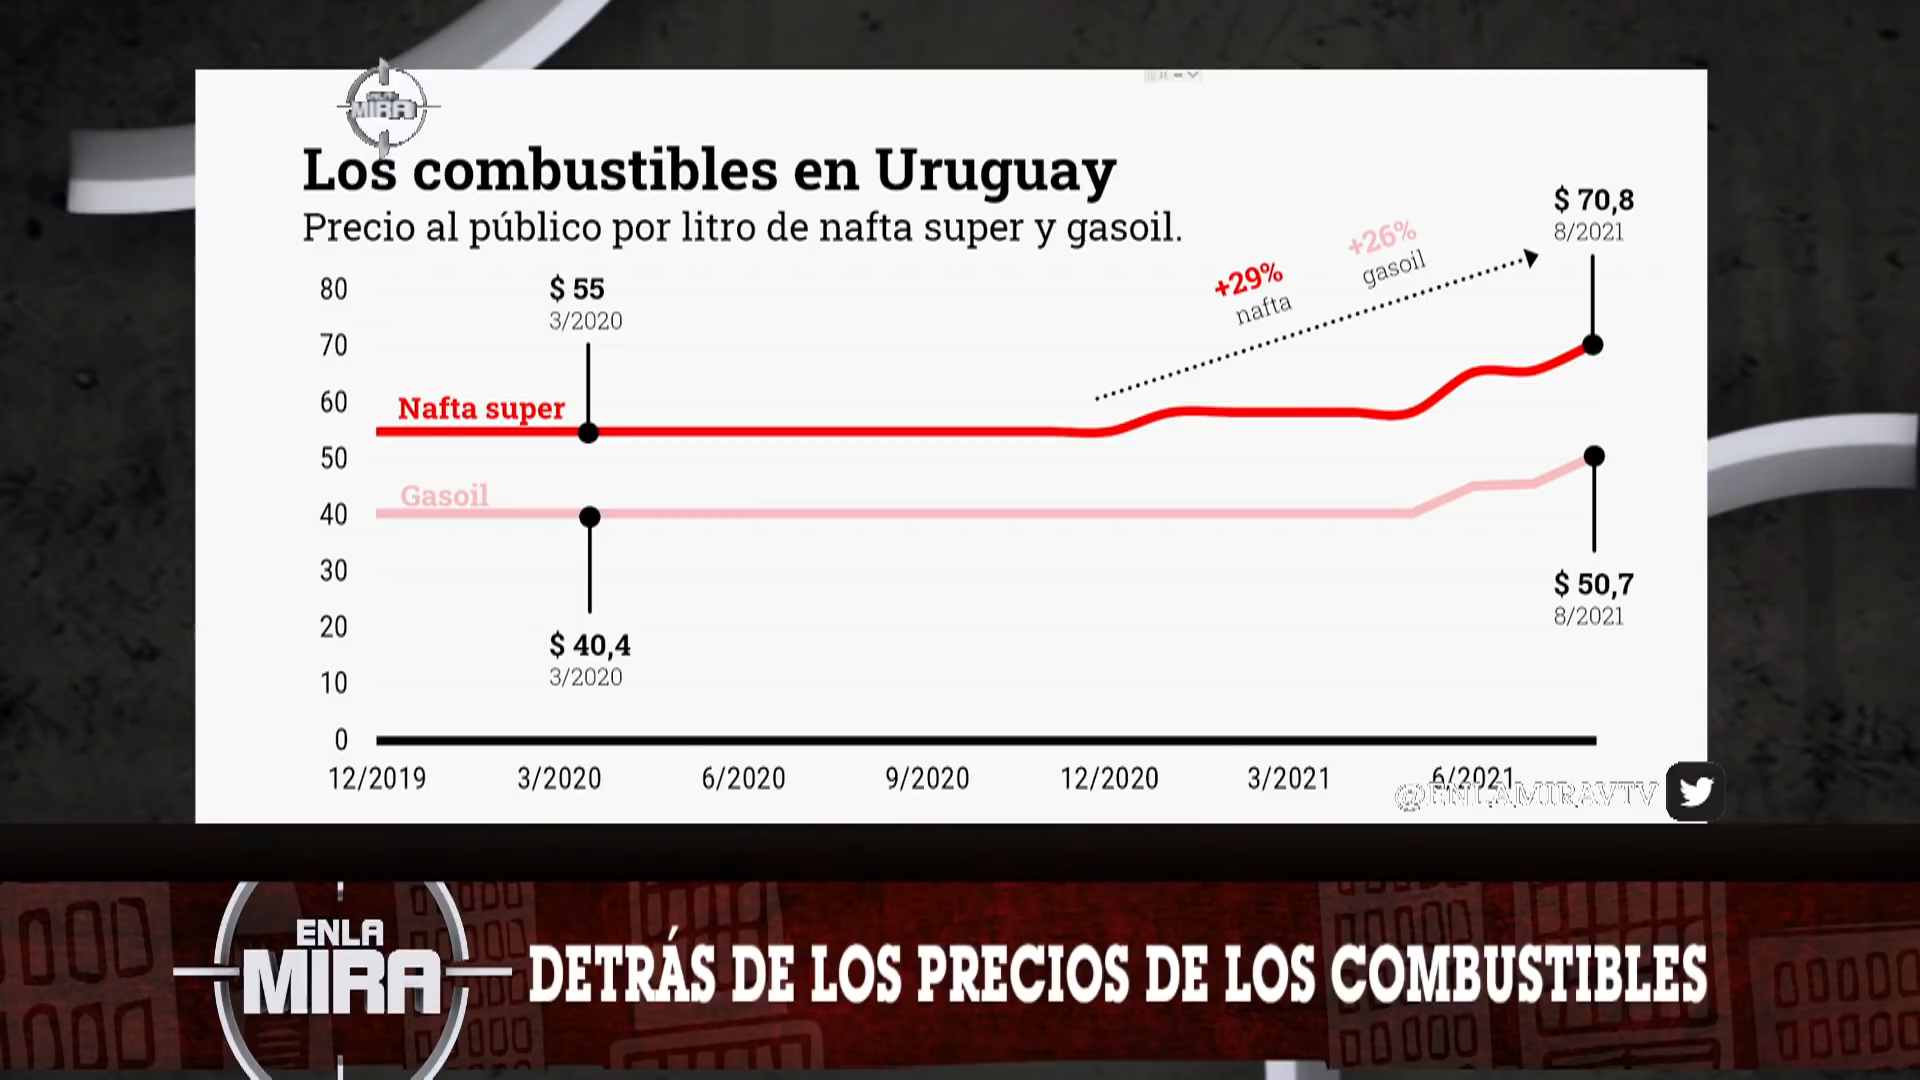 ENLA
MIRA
Los combustibles en Uruguay
Precio al público por litro de nafta super y gasoil.
$ 70,8
8/2021
+26%
gasoil
+29%
nafta
$ 55
3/2020
80
70
60
50
40
30
20
10
0
Nafta super
Gasoil
$ 40,4
3/2020
$ 50,7
8/2021
12/2019 3/2020 6/2020 9/2020 12/2020 3/2021 6/2021
@ENLAMIRAVTV
ENLA
MIRA
DETRÁS DE LOS PRECIOS DE LOS COMBUSTIBLES